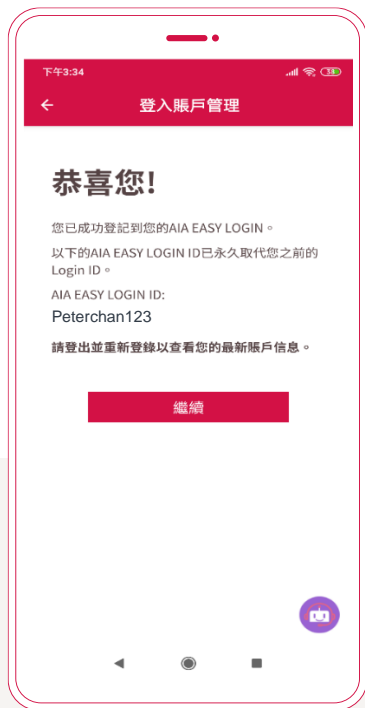 下午3:34
登入賬戶管理
恭喜您!
您已成功登記到您的AIA EASY LOGIN。
以下的AIA EASY LOGIN ID已永久取代您之前的
Login ID。
AIA EASY LOGIN ID:
Peterchan123
請登出並重新登錄以查看您的最新賬戶信息。
繼續